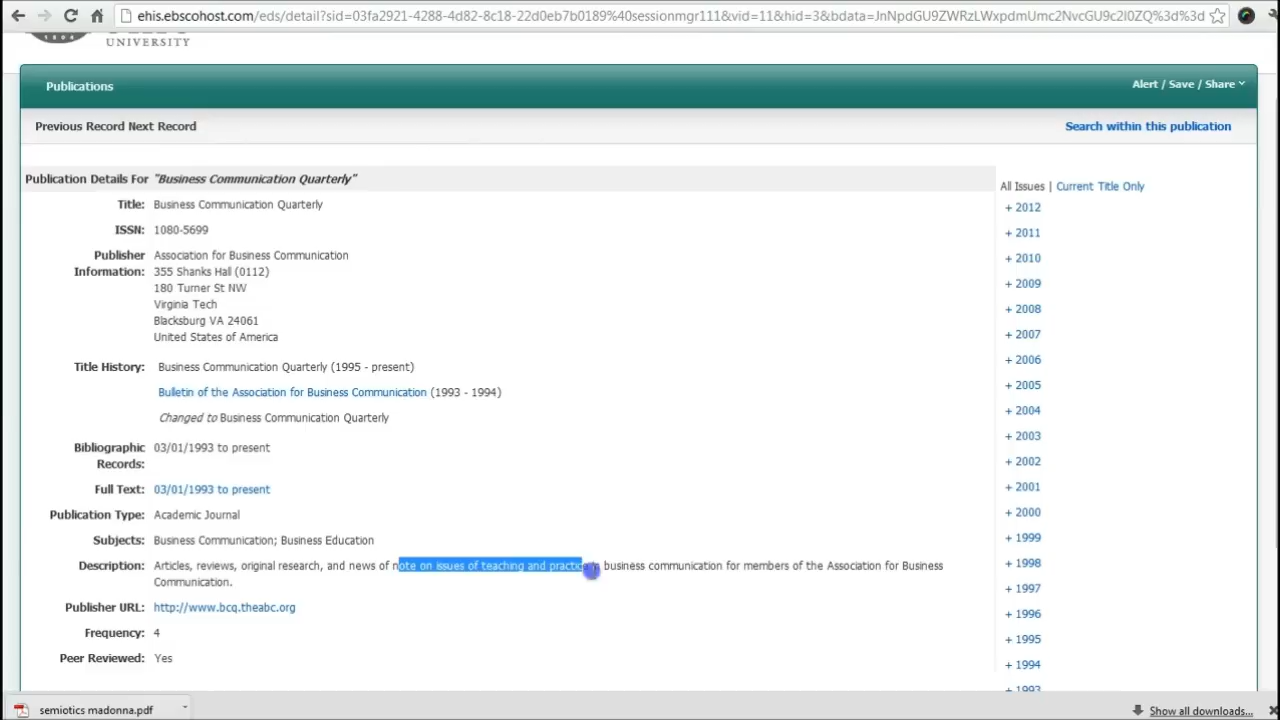 ehis.ebscohost.com/eds/detail?sid=03fa2921-4288-4d82-8c18-22d0eb7b0189%40sessionmgr111&vid=11&hid=3&bdata=JnNpdGU9ZWRzLWxpdmUmc2NvcGU9c2l0ZQ%3d%3d
1804
UNIVERSITY
Publications
Alert / Save / Share
Previous Record Next Record
Search within this publication
Publication Details For "Business Communication Quarterly"
All Issues | Current Title Only
Title: Business Communication Quarterly
ISSN: 1080-5699
Publisher Information: Association for Business Communication
355 Shanks Hall (0112)
180 Turner St NW
Virginia Tech
Blacksburg VA 24061
United States of America
Title History: Business Communication Quarterly (1995 - present)
Bulletin of the Association for Business Communication (1993 - 1994)
Changed to Business Communication Quarterly
Bibliographic Records: 03/01/1993 to present
Full Text: 03/01/1993 to present
Publication Type: Academic Journal
Subjects: Business Communication; Business Education
Description: Articles, reviews, original research, and news of note on issues of teaching and practice business communication for members of the Association for Business
Communication.
Publisher URL: http://www.bcq.theabc.org
Frequency: 4
Peer Reviewed: Yes
+ 2012
+ 2011
+ 2010
+ 2009
+ 2008
+ 2007
+ 2006
+ 2005
+ 2004
+ 2003
+ 2002
+ 2001
+ 2000
+ 1999
+ 1998
+ 1997
+ 1996
+ 1995
+ 1994
+ 1993
semiotics madonna.pdf
Show all downloads...